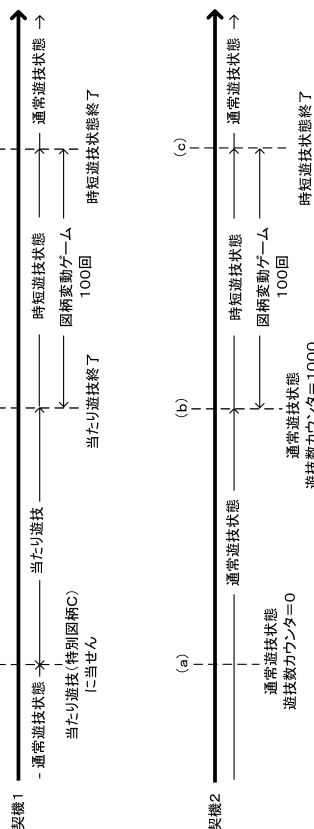 契機1
通常遊技状態
当たり遊技
時短遊技状態
通常遊技状態
図柄変動ゲーム
100回
当たり遊技(特別図柄C)
に当せん
当たり遊技終了
時短遊技状態終了
契機2
(a)
(b)
(c)
通常遊技状態
時短遊技状態
通常遊技状態
図柄変動ゲーム
100回
通常遊技状態
遊技数カウンタ=0
通常遊技状態
遊技数カウンタ=1000
時短遊技状態終了